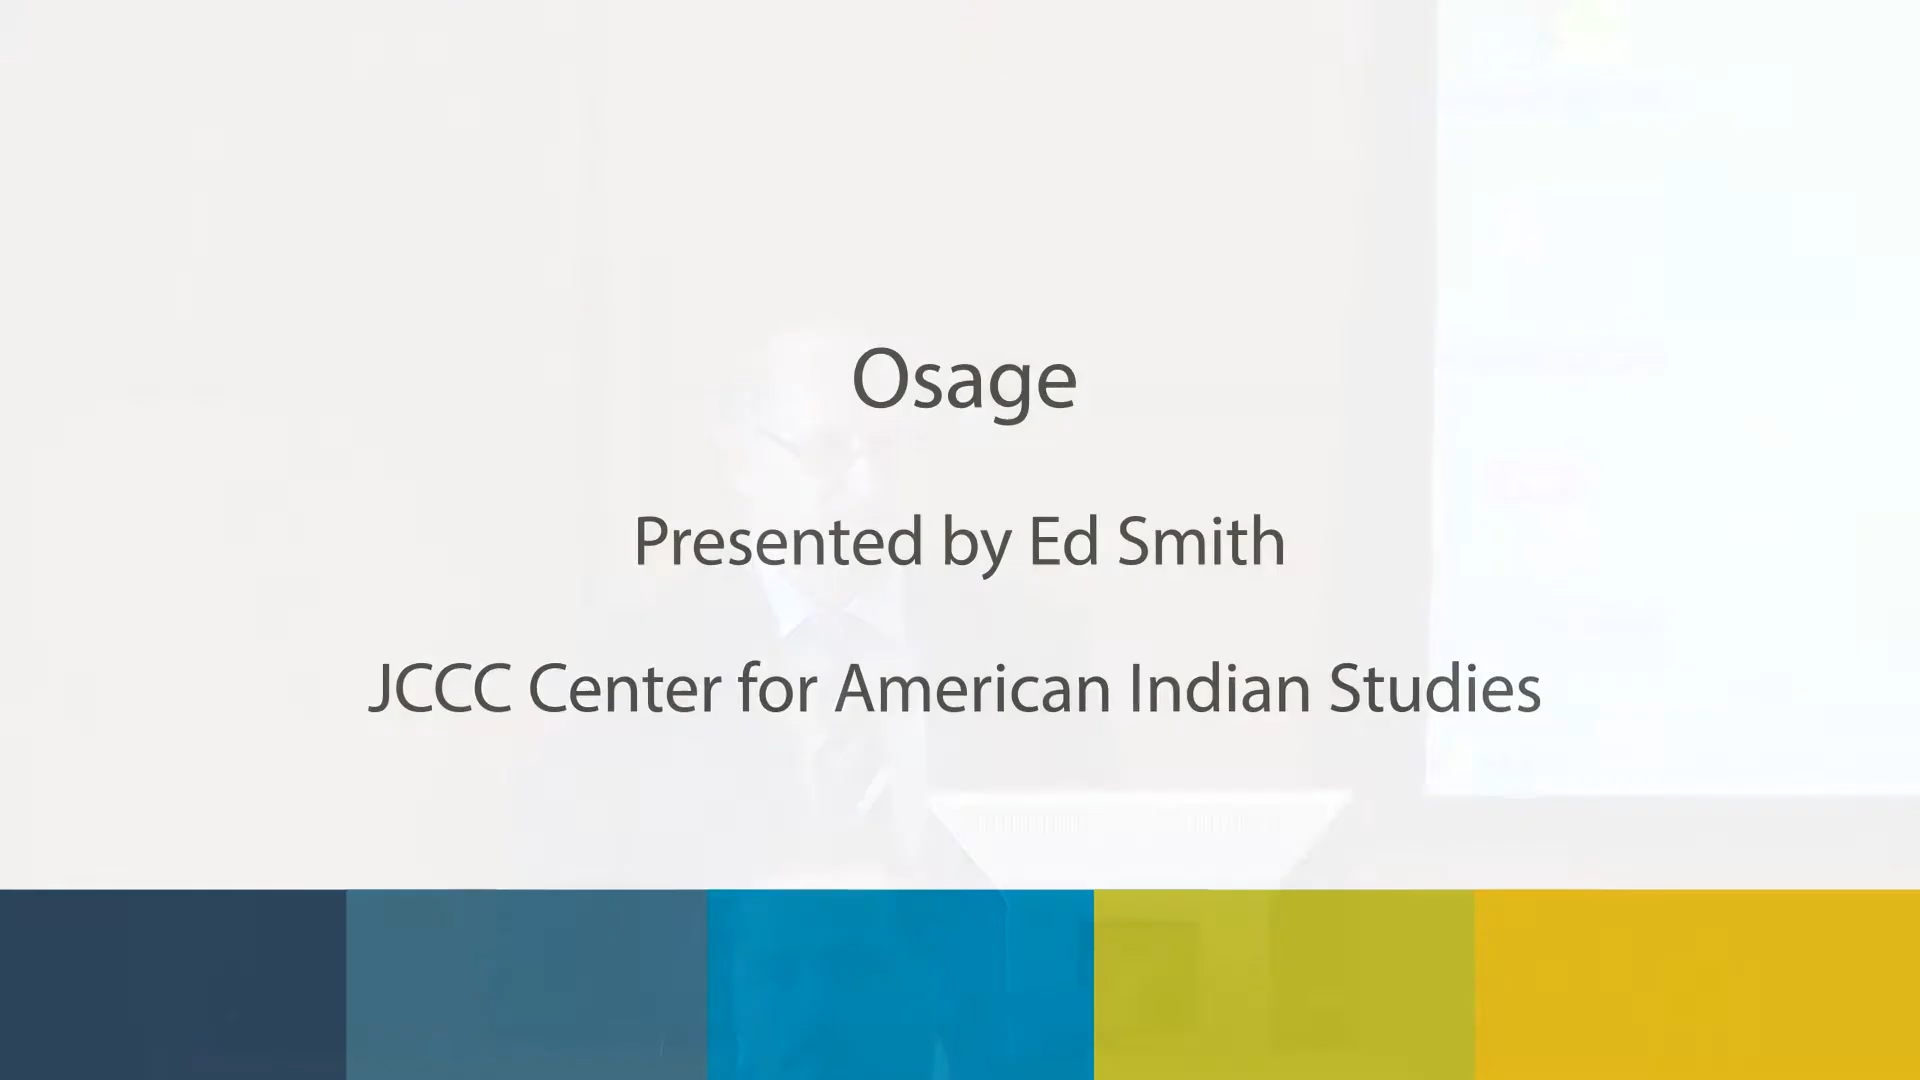 Osage
Presented by Ed Smith
JCCC Center for American Indian Studies